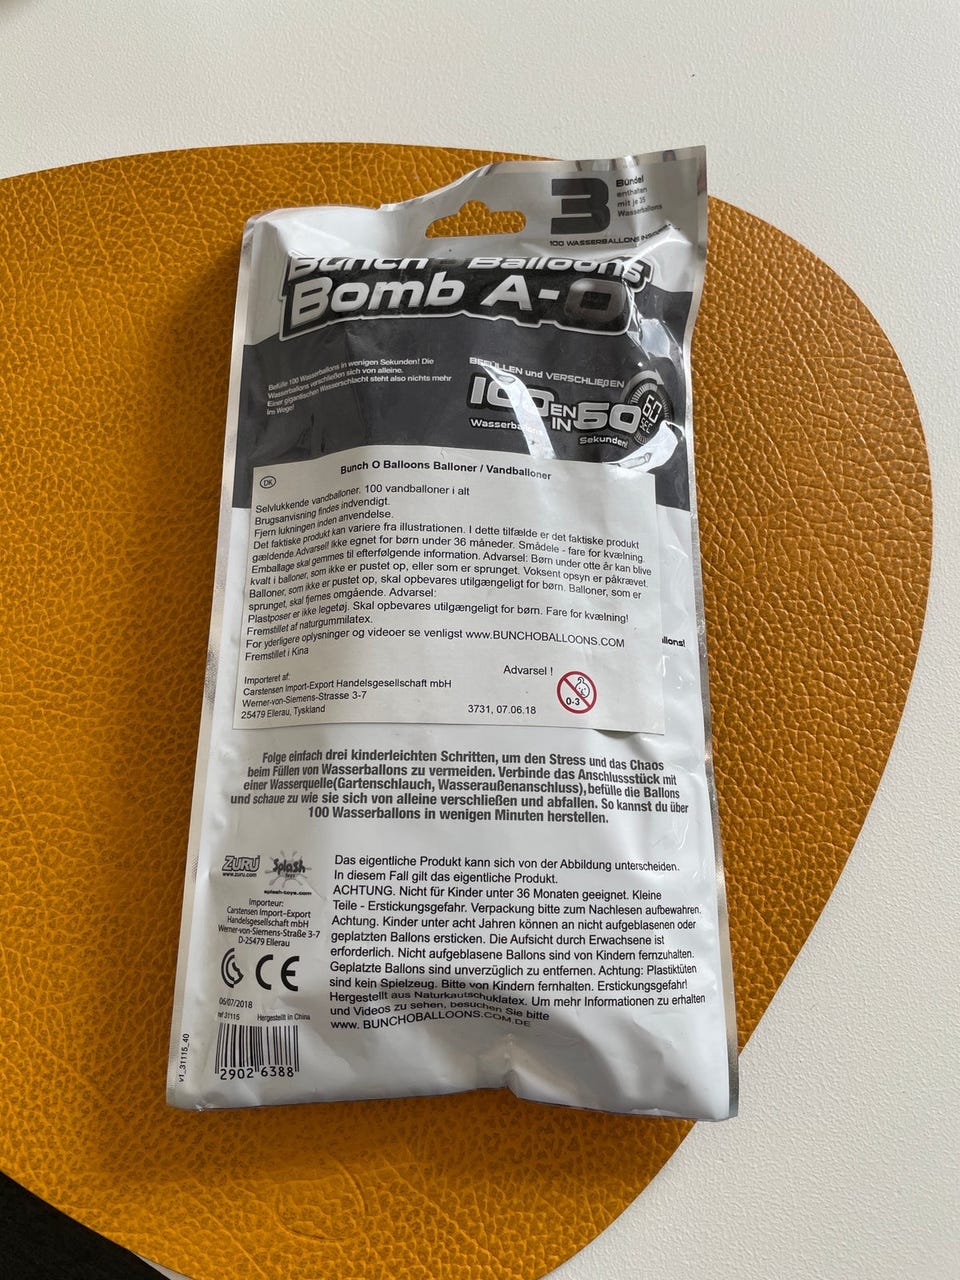 3
Bündel
enthalten
mit je 35
Wasserballons
100 WASSERBALLONS
Bunch O Balloons
Bomb A-O
Befülle 100 Wasserballons in wenigen Sekunden! Die
Wasserballons verschließen sich von alleine.
Einer gigantischen Wasserschlacht steht also nichts mehr
im Wege!
BEFÜLLEN und VERSCHLIEßEN
100 EN IN 60
Wasserballons
Sekunden!
60
SEC
Bunch O Balloons Balloner / Vandballoner
DK
Selvlukkende vandballoner. 100 vandballoner i alt
Brugsanvisning findes indvendigt.
Fjern lukningen inden anvendelse.
Det faktiske produkt kan variere fra illustrationen. I dette tilfælde er det faktiske produkt
gældende Advarsel! Ikke egnet for børn under 36 måneder. Smådele - fare for kvælning.
Emballage skal gemmes til efterfølgende information. Advarsel: Børn under otte år kan blive
kvalt i balloner, som ikke er pustet op, eller som er sprunget. Voksent opsyn er påkrævet.
Balloner, som ikke er pustet op, skal opbevares utilgængeligt for børn. Balloner, som er
sprunget, skal fjernes omgående. Advarsel:
Plastposer er ikke legetøj. Skal opbevares utilgængeligt for børn. Fare for kvælning!
Fremstillet af naturgummilatex.
For yderligere oplysninger og videoer se venligst www.BUNCHOBALLOONS.COM
Fremstillet i Kina
allons!
Importeret af:
Carstensen Import-Export Handelsgesellschaft mbH
Werner-von-Siemens-Strasse 3-7
25479 Ellerau, Tyskland
Advarsel !
3731, 07.06.18
0-3
Folge einfach drei kinderleichten Schritten, um den Stress und das Chaos
beim Füllen von Wasserballons zu vermeiden. Verbinde das Anschlussstück mit
einer Wasserquelle(Gartenschlauch, Wasseraußenanschluss), befülle die Ballons
und schaue zu wie sie sich von alleine verschließen und abfallen. So kannst du über
100 Wasserballons in wenigen Minuten herstellen.
ZURU
www.zuru.com
Splash
toys
splash-toys.com
Importeur:
Carstensen Import-Export
Handelsgesellschaft mbH
Werner-von-Siemens-Straße 3-7
D-25479 Ellerau
CE
06/07/2018
ref 31115
Hergestellt in China
2902 6388
v1_31115_40
Das eigentliche Produkt kann sich von der Abbildung unterscheiden.
In diesem Fall gilt das eigentliche Produkt.
ACHTUNG. Nicht für Kinder unter 36 Monaten geeignet. Kleine
Teile - Erstickungsgefahr. Verpackung bitte zum Nachlesen aufbewahren.
Achtung. Kinder unter acht Jahren können an nicht aufgeblasenen oder
geplatzten Ballons ersticken. Die Aufsicht durch Erwachsene ist
erforderlich. Nicht aufgeblasene Ballons sind von Kindern fernzuhalten.
Geplatzte Ballons sind unverzüglich zu entfernen. Achtung: Plastiktüten
sind kein Spielzeug. Bitte von Kindern fernhalten. Erstickungsgefahr!
Hergestellt aus Naturkautschuklatex. Um mehr Informationen zu erhalten
und Videos zu sehen, besuchen Sie bitte
www. BUNCHOBALLOONS.COM.DE